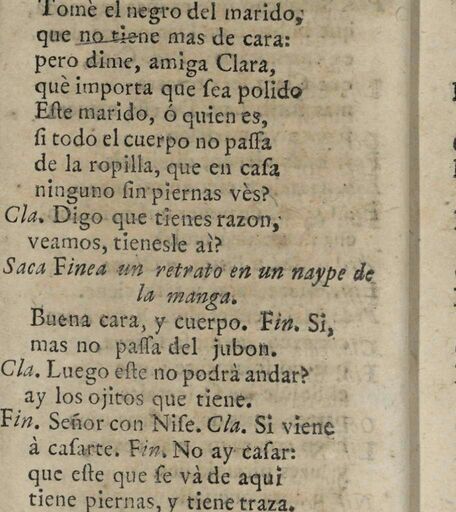 Tomè el negro del marido,
que no tiene mas de cara:
pero dime, amiga Clara,
què importa que ſea polido
Eſte marido, ó quien es,
ſi todo el cuerpo no paſſa
de la ropilla, que en caſa
ninguno ſin piernas vès?
Cla. Digo que tienes razon,
veamos, tienesle aì?
Saca Finea un retrato en un naype de
la manga.
Buena cara, y cuerpo. Fin. Si,
mas no paſſa del jubon.
Cla. Luego eſte no podrà andar?
ay los ojitos que tiene.
Fin. Señor con Niſe. Cla. Si viene
à caſarte. Fin. No ay caſar:
que eſte que ſe và de aqui
tiene piernas, y tiene traza.